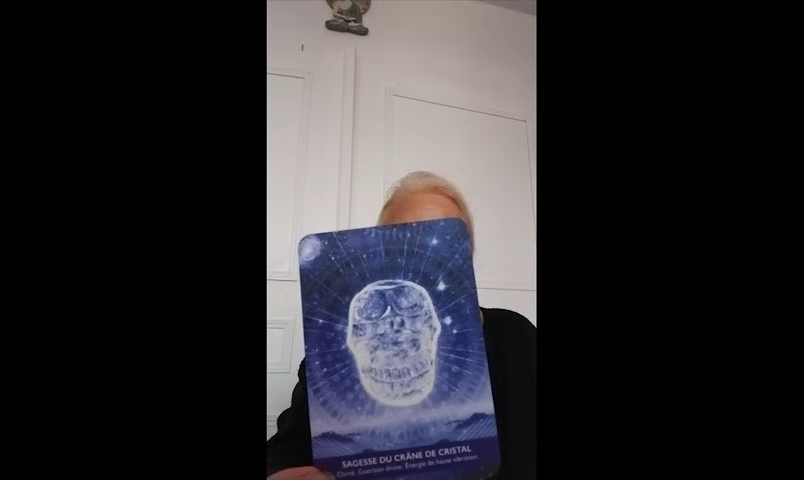 SAGESSE DU CRÂNE DE CRISTAL
Clarté. Guérison divine. Énergie de haute vibration.